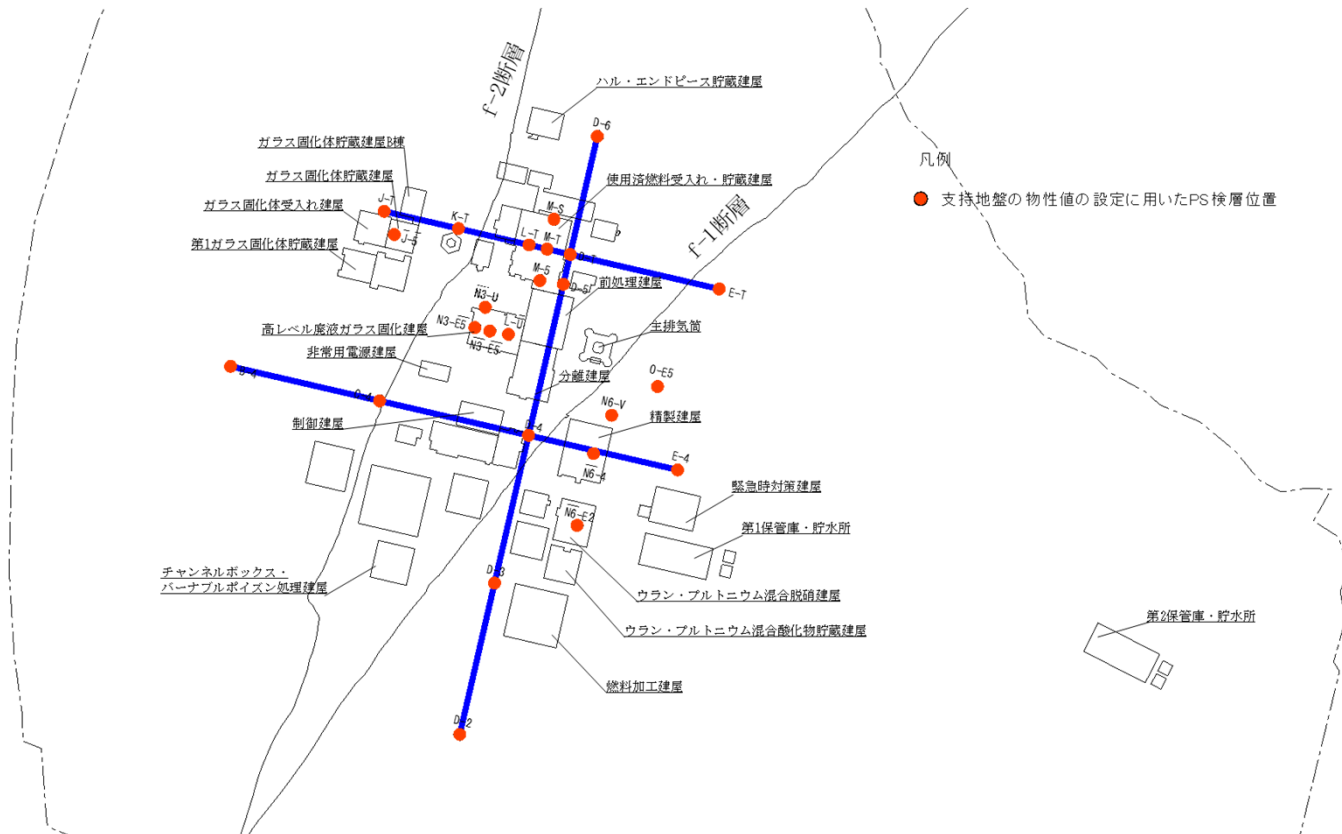 f-2断層
ハル・エンドピース貯蔵建屋
D-6
ガラス固化体貯蔵建屋B棟
凡例
使用済燃料受入れ・貯蔵建屋
ガラス固化体貯蔵建屋
支持地盤の物性値の設定に用いたPS検層位置
J-T
ガラス固化体受入れ建屋
M-S
f-1断層
K-T
J-5
L-T
M-T
第1ガラス固化体貯蔵建屋
M-5
D-5
前処理建屋
E-T
N3-U
N3-E5
L-U
高レベル廃液ガラス固化建屋
主排気筒
N3-E5
非常用電源建屋
分離建屋
O-E5
N6-V
精製建屋
制御建屋
E-4
N6-4
緊急時対策建屋
N6-E2
第1保管庫・貯水所
D-3
チャンネルボックス・
バーナブルポイズン処理建屋
ウラン・プルトニウム混合脱硝建屋
第2保管庫・貯水所
ウラン・プルトニウム混合酸化物貯蔵建屋
燃料加工建屋
D-2